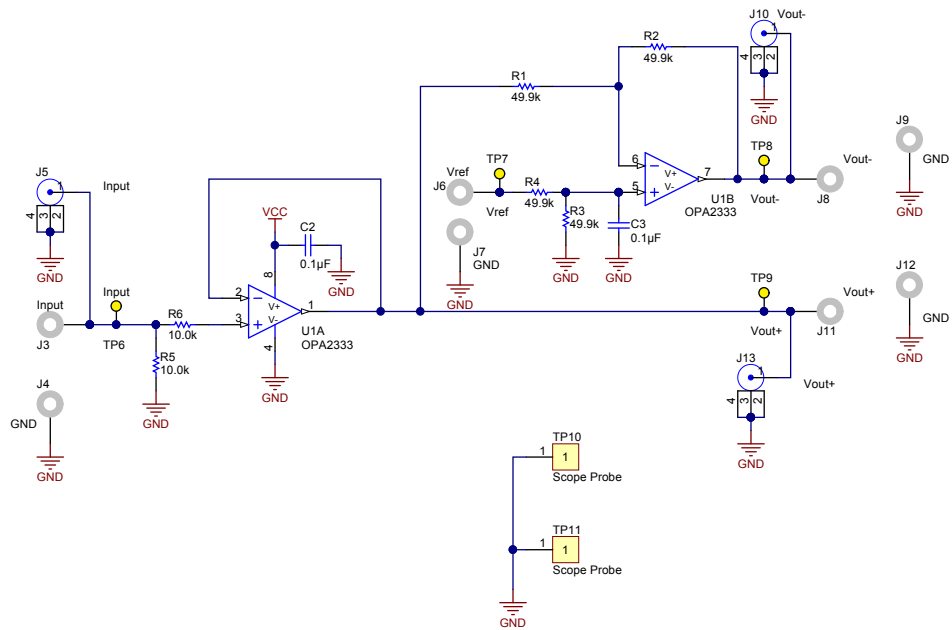 J10 Vout-
1
4 3 2
GND
R2
49.9k
R1
49.9k
J9
GND
GND
J5
1
Input
4 3 2
GND
Vref
J6
TP7
Vref
R4
49.9k
R3
49.9k
GND
C3
0.1µF
GND
6
5
V+
V-
7
U1B
OPA2333
TP8
Vout-
Vout-
J8
J7
GND
GND
VCC
C2
0.1µF
GND
8
2
3
V+
V-
1
4
U1A
OPA2333
GND
Input
J3
Input
TP6
R6
10.0k
R5
10.0k
GND
J4
GND
GND
TP9
Vout+
Vout+
J11
J12
GND
GND
J13
1
Vout+
4 3 2
GND
TP10
1 1
Scope Probe
TP11
1 1
Scope Probe
GND